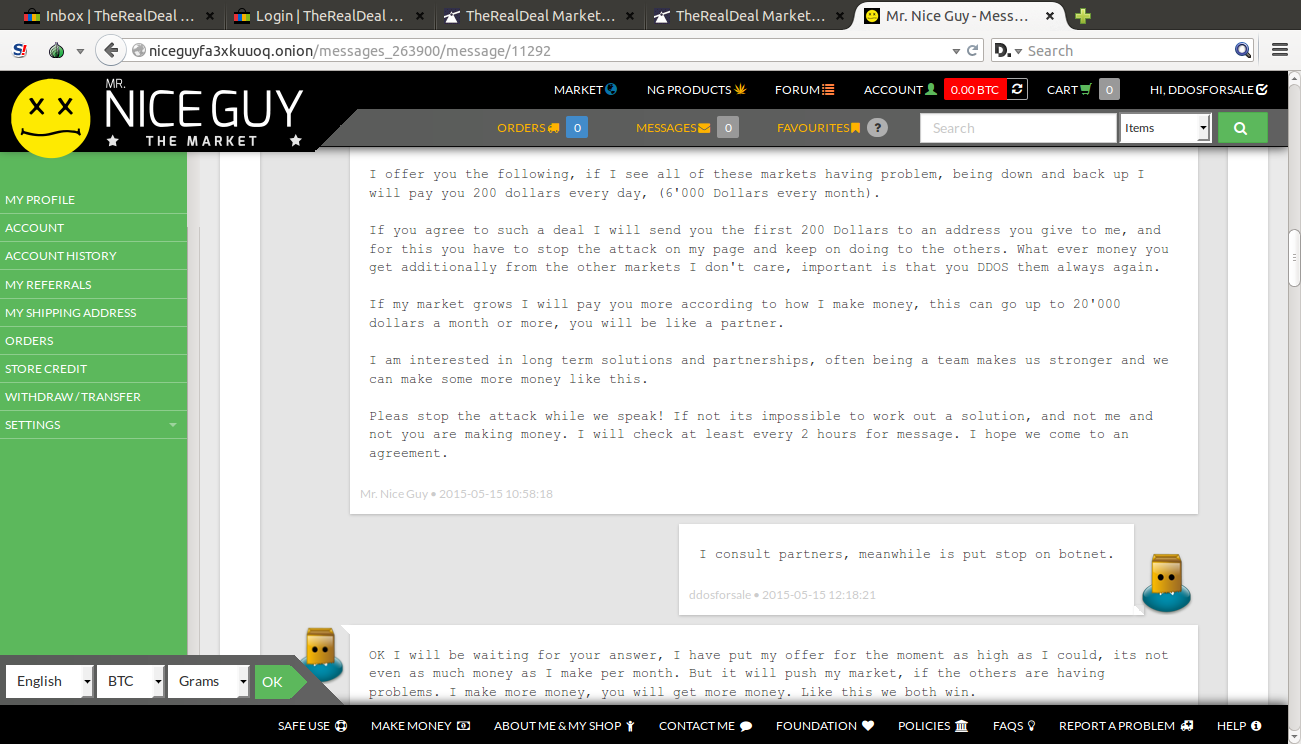 Inbox | TheRealDeal ...
Login | TheRealDeal ...
TheRealDeal Market...
TheRealDeal Market...
Mr. Nice Guy - Mess...
niceguyfa3xkuuoq.onion/messages_263900/message/11292
Search
MR.
NICE GUY
THE MARKET
MARKET
NG PRODUCTS
FORUM
ACCOUNT
0.00 BTC
CART
0
HI, DDOSFORSALE
ORDERS
0
MESSAGES
0
FAVOURITES
?
Search
Items
MY PROFILE
ACCOUNT
ACCOUNT HISTORY
MY REFERRALS
MY SHIPPING ADDRESS
ORDERS
STORE CREDIT
WITHDRAW / TRANSFER
SETTINGS
I offer you the following, if I see all of these markets having problem, being down and back up I
will pay you 200 dollars every day, (6'000 Dollars every month).
If you agree to such a deal I will send you the first 200 Dollars to an address you give to me, and
for this you have to stop the attack on my page and keep on doing to the others. What ever money you
get additionally from the other markets I don't care, important is that you DDOS them always again.
If my market grows I will pay you more according to how I make money, this can go up to 20'000
dollars a month or more, you will be like a partner.
I am interested in long term solutions and partnerships, often being a team makes us stronger and we
can make some more money like this.
Pleas stop the attack while we speak! If not its impossible to work out a solution, and not me and
not you are making money. I will check at least every 2 hours for message. I hope we come to an
agreement.
Mr. Nice Guy • 2015-05-15 10:58:18
I consult partners, meanwhile is put stop on botnet.
ddosforsale • 2015-05-15 12:18:21
OK I will be waiting for your answer, I have put my offer for the moment as high as I could, its not
even as much money as I make per month. But it will push my market, if the others are having
problems. I make more money, you will get more money. Like this we both win.
English
BTC
Grams
OK
SAFE USE
MAKE MONEY
ABOUT ME & MY SHOP
CONTACT ME
FOUNDATION
POLICIES
FAQS
REPORT A PROBLEM
HELP